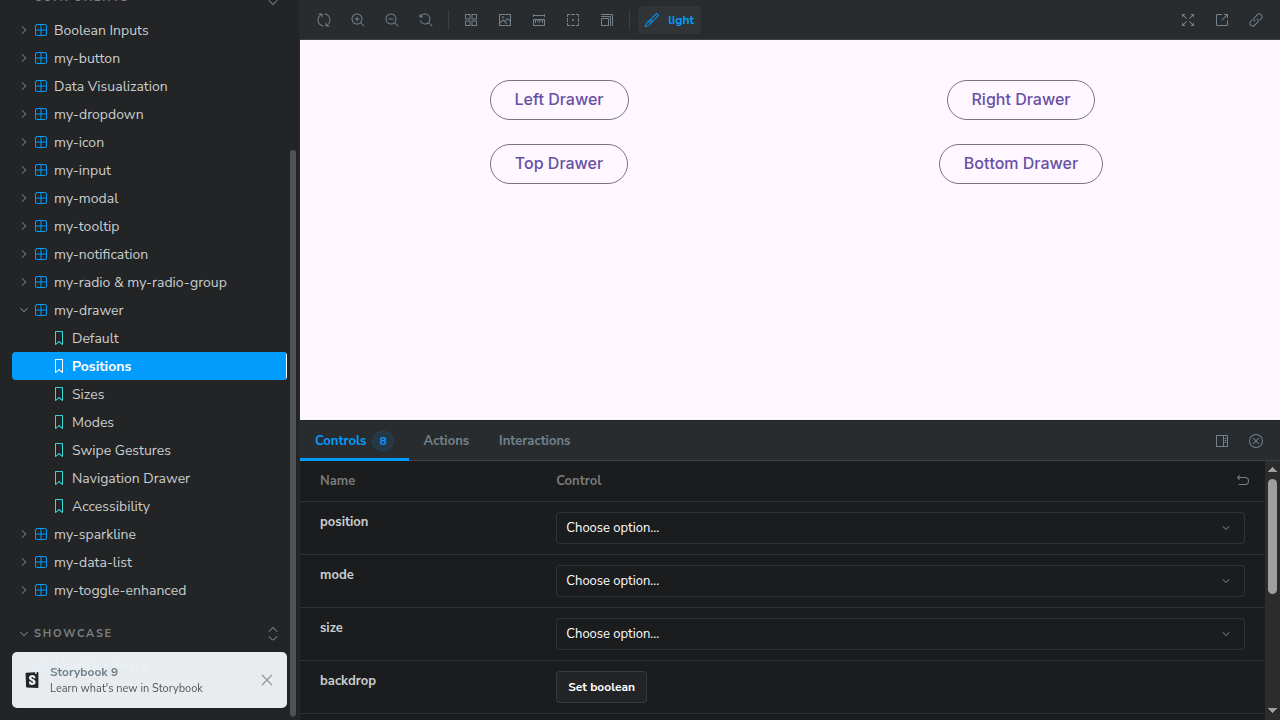 Boolean Inputs
my-button
Data Visualization
my-dropdown
my-icon
my-input
my-modal
my-tooltip
my-notification
my-radio & my-radio-group
my-drawer
Default
Positions
Sizes
Modes
Swipe Gestures
Navigation Drawer
Accessibility
my-sparkline
my-data-list
my-toggle-enhanced
SHOWCASE
Storybook 9
Learn what's new in Storybook
light
Left Drawer
Right Drawer
Top Drawer
Bottom Drawer
Controls 8
Actions
Interactions
Name
Control
position
Choose option...
mode
Choose option...
size
Choose option...
backdrop
Set boolean